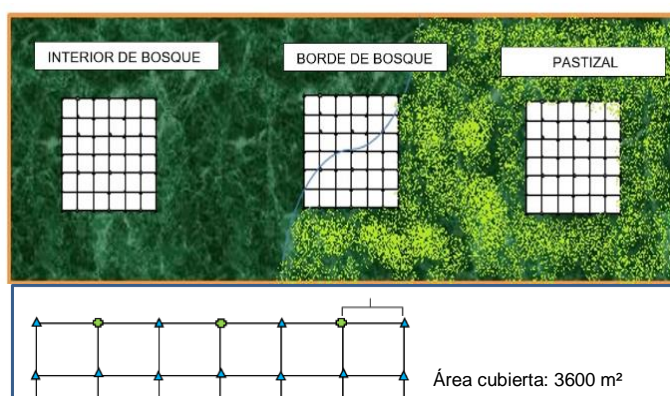 INTERIOR DE BOSQUE
BORDE DE BOSQUE
PASTIZAL
Área cubierta: 3600 m²